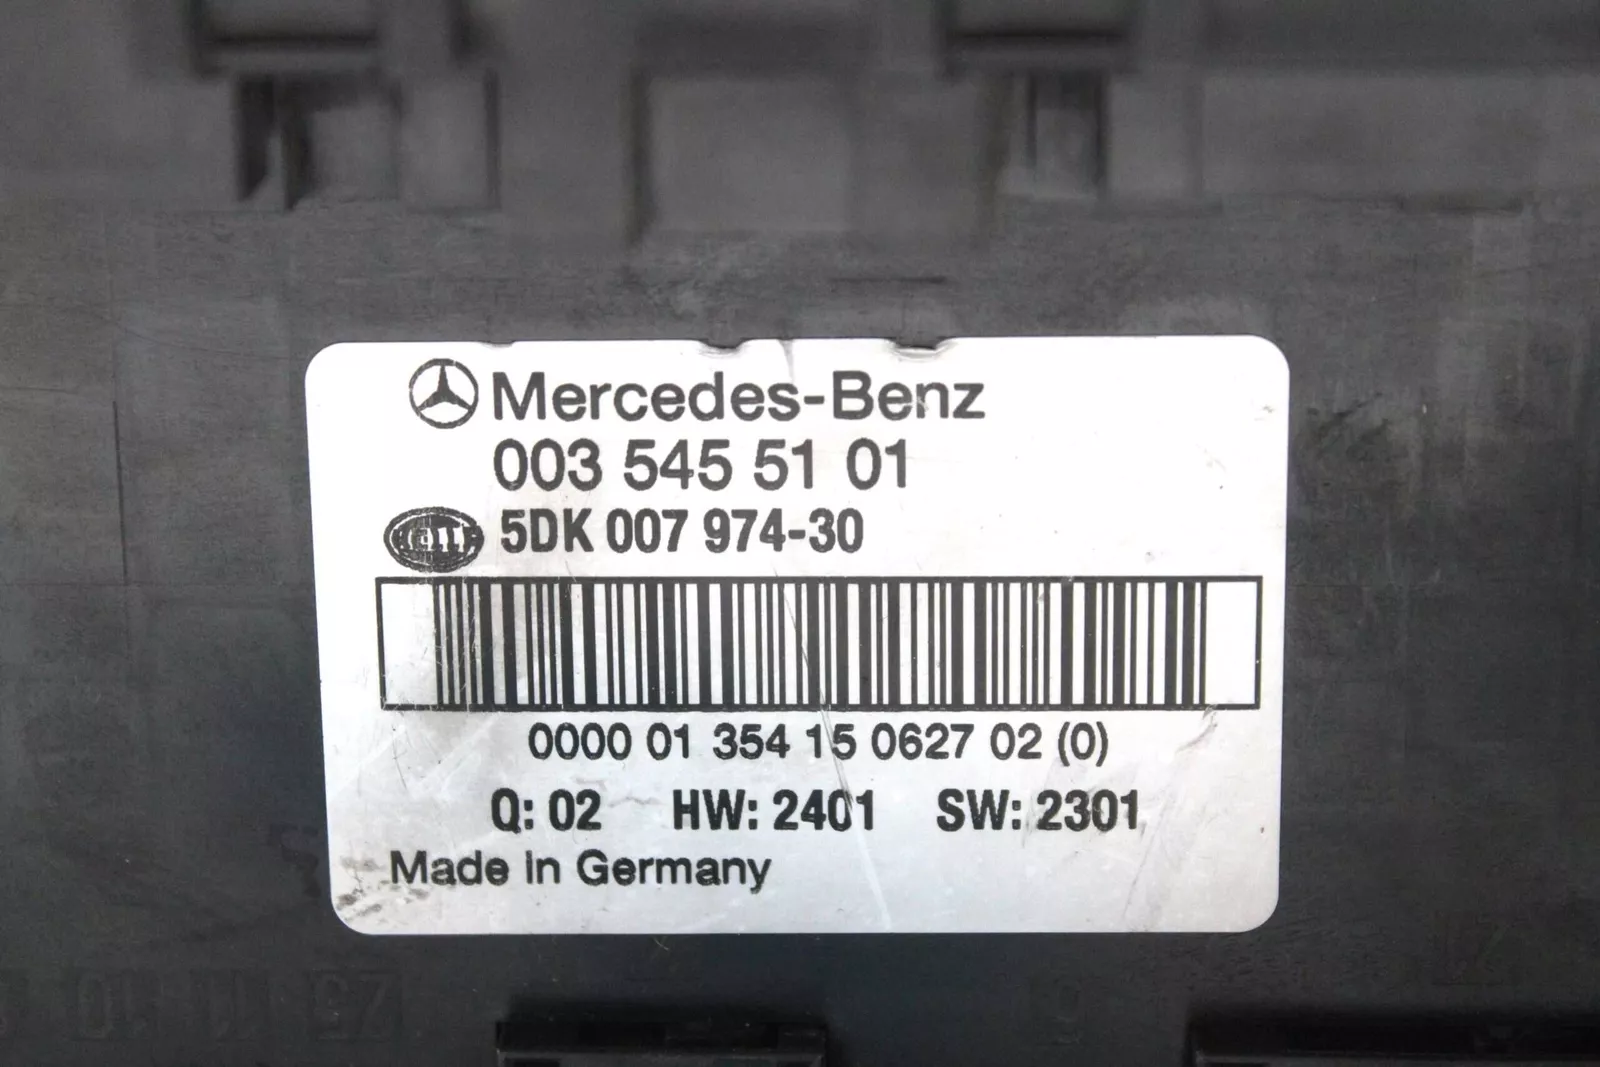 Mercedes-Benz
003 545 51 01
5DK 007 974-30
0000 01 354 15 0627 02 (0)
Q: 02 HW: 2401 SW: 2301
Made in Germany